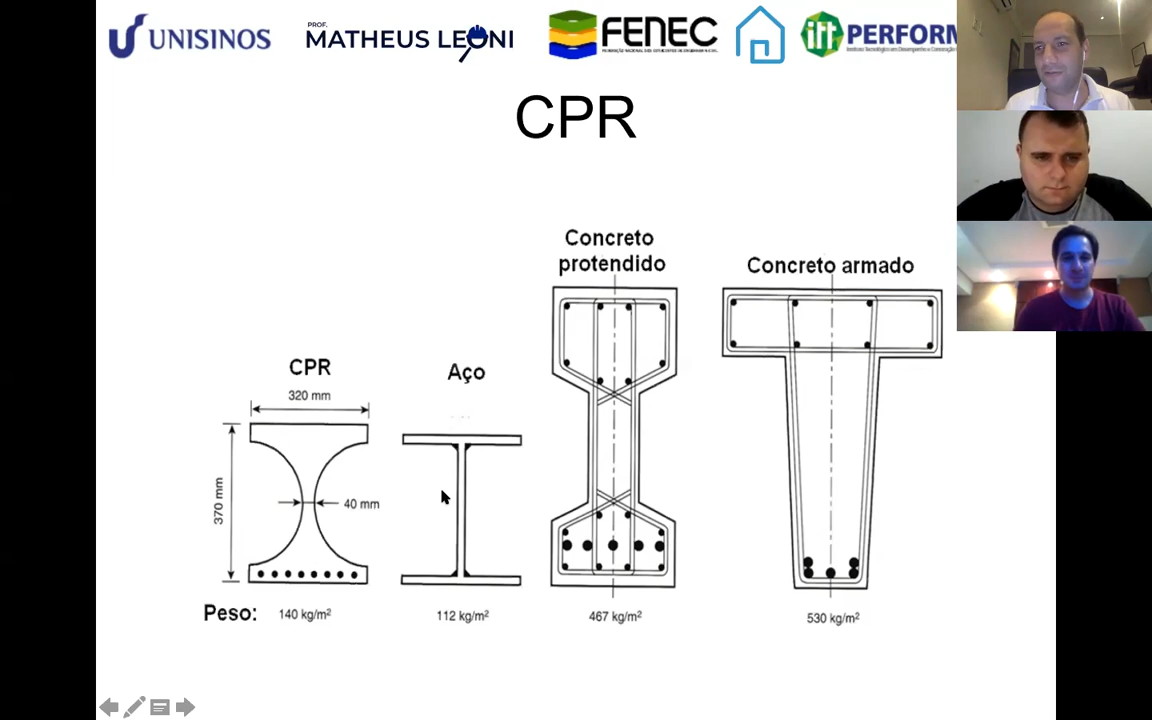 UNISINOS
PROF.
MATHEUS LEONI
FENEC
itt PERFORM
CPR
Concreto
protendido
Concreto armado
CPR
Aço
320 mm
370 mm
40 mm
Peso:
140 kg/m²
112 kg/m²
467 kg/m²
530 kg/m²